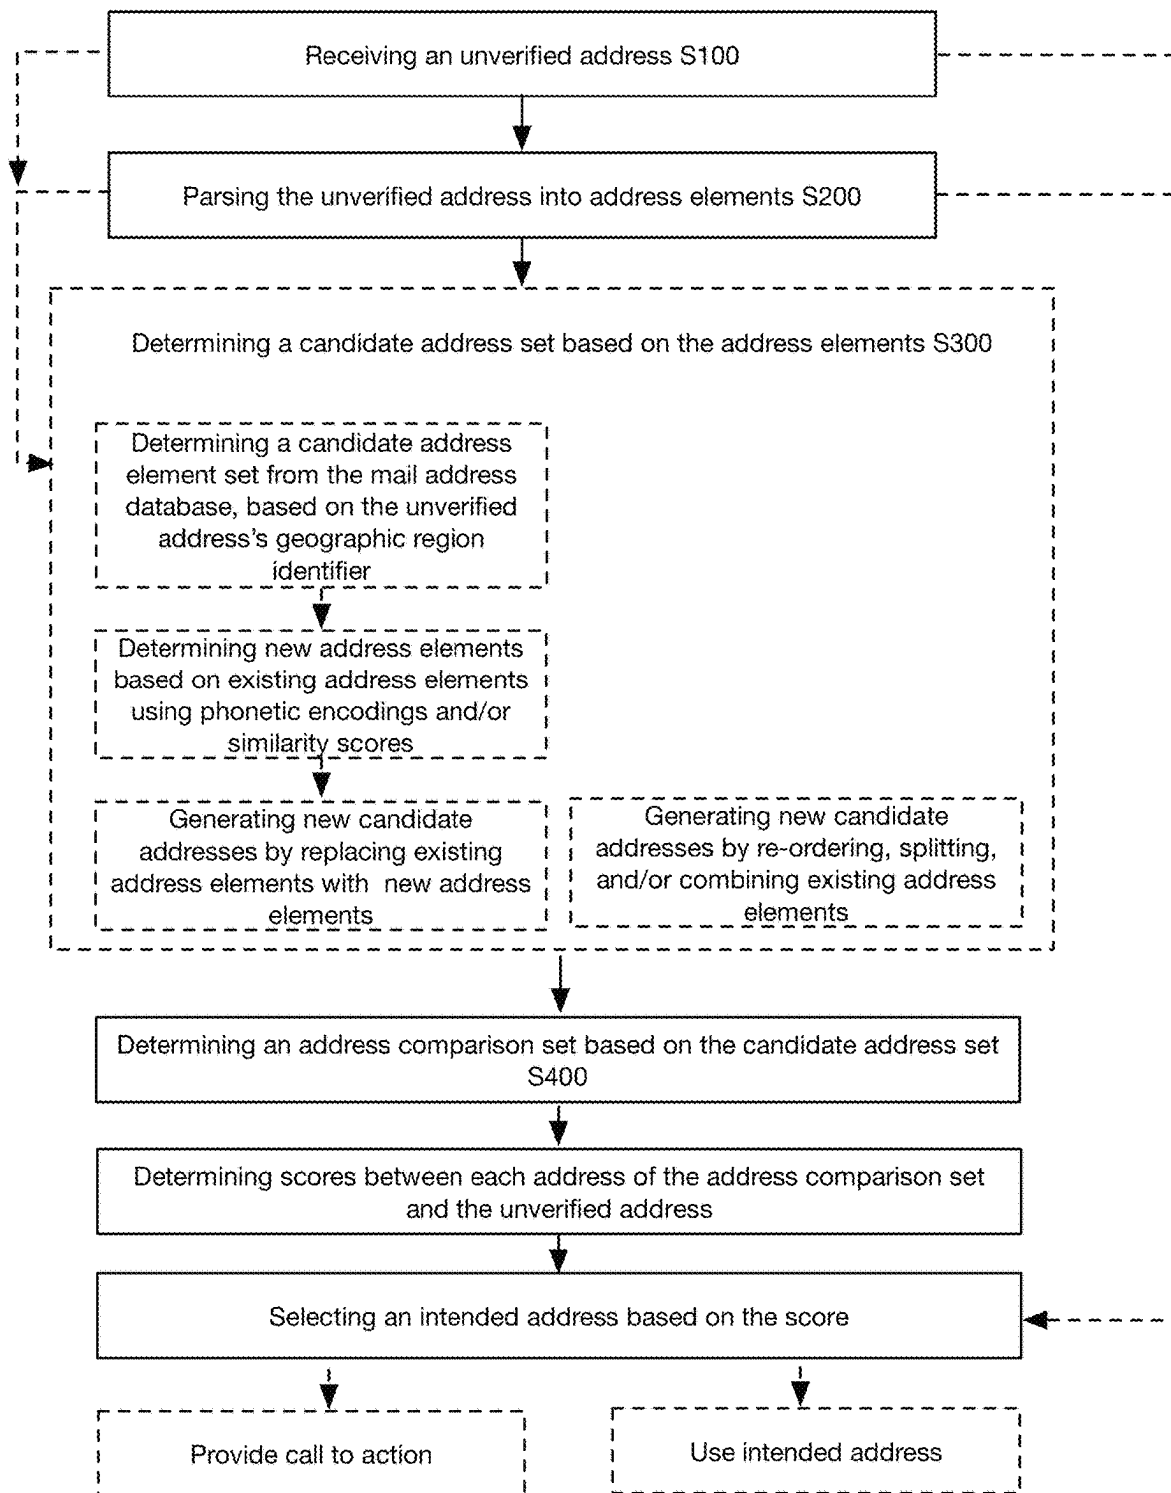 Receiving an unverified address S100
Parsing the unverified address into address elements S200
Determining a candidate address set based on the address elements S300
Determining a candidate address
element set from the mail address
database, based on the unverified
address's geographic region
identifier
Determining new address elements
based on existing address elements
using phonetic encodings and/or
similarity scores
Generating new candidate
addresses by replacing existing
address elements with new address
elements
Generating new candidate
addresses by re-ordering, splitting,
and/or combining existing address
elements
Determining an address comparison set based on the candidate address set
S400
Determining scores between each address of the address comparison set
and the unverified address
Selecting an intended address based on the score
Provide call to action
Use intended address